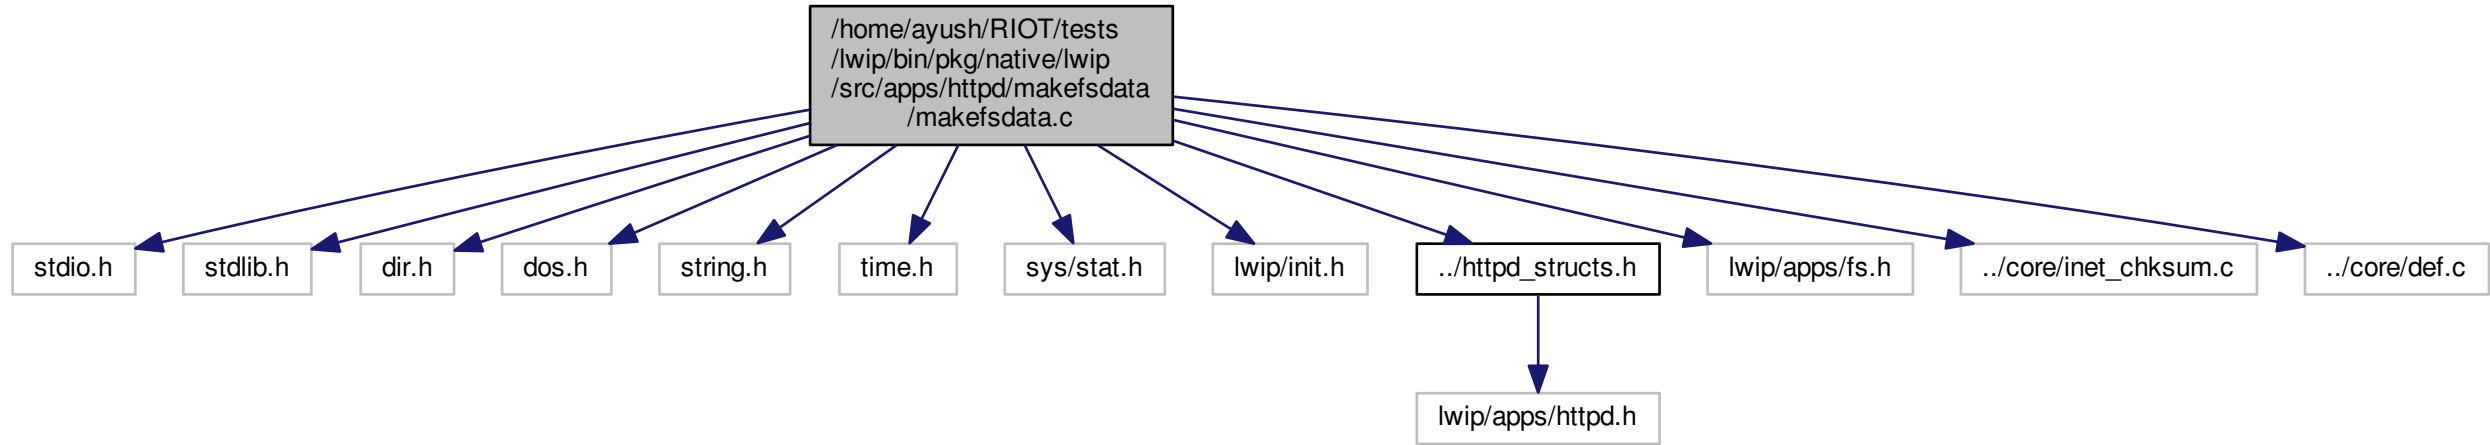 /home/ayush/RIOT/tests
/lwip/bin/pkg/native/lwip
/src/apps/httpd/makefsdata
/makefsdata.c
stdio.h
stdlib.h
dir.h
dos.h
string.h
time.h
sys/stat.h
lwip/init.h
../httpd_structs.h
lwip/apps/fs.h
../core/inet_chksum.c
../core/def.c
lwip/apps/httpd.h